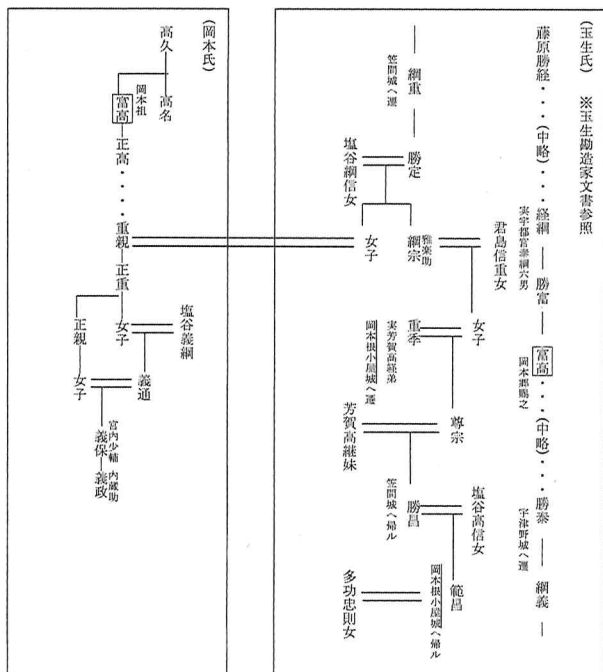 (玉生氏) ※玉生勘造家文書参照
藤原勝経・・・(中略)・・・経綱 ― 勝富 ― 富高・・・(中略)・・・勝泰 ― 綱義 ―
実宇都宮泰綱六男
岡本郷賜之
宇津野城へ遷
― 綱重 ― 勝定
笠間城へ遷
塩谷綱信女
君島信重女
綱宗
雅楽助
女子
女子
重季
実芳賀高経弟
岡本根小屋城へ遷
尊宗
芳賀高継妹
塩谷高信女
勝昌
笠間城へ帰ル
範昌
岡本根小屋城へ帰ル
多功忠則女
(岡本氏)
高久
高名
岡本祖
富高―正高・・・・重親―正重
塩谷義綱
女子
正親
義通
女子
宮内少輔 内蔵助
義保―義政